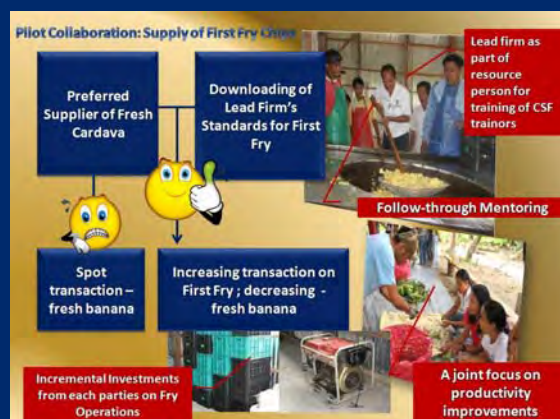 Pilot Collaboration: Supply of First Fry Chips
Preferred
Supplier of Fresh
Cardava
Downloading of
Lead Firm's
Standards for First
Fry
Lead firm as
part of
resource
person for
training of CSF
trainors
Follow-through Mentoring
Spot
transaction –
fresh banana
Increasing transaction on
First Fry ; decreasing -
fresh banana
Incremental Investments
from each parties on Fry
Operations
A joint focus on
productivity
improvements